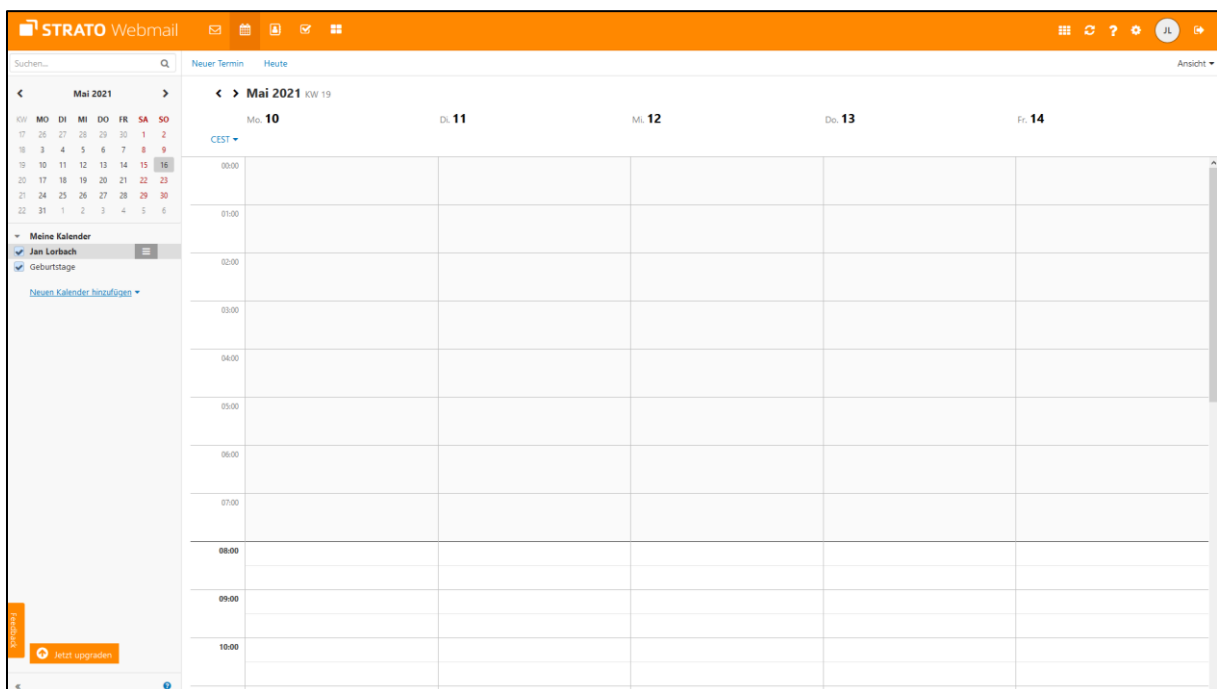 STRATO Webmail
JL
Suchen...
Neuer Termin Heute
Ansicht
Mai 2021
KW MO DI MI DO FR SA SO
17 26 27 28 29 30 1 2
18 3 4 5 6 7 8 9
19 10 11 12 13 14 15 16
20 17 18 19 20 21 22 23
21 24 25 26 27 28 29 30
22 31 1 2 3 4 5 6
Meine Kalender
Jan Lorbach
Geburtstage
Neuen Kalender hinzufügen
Feedback
Jetzt upgraden
Mai 2021 KW 19
Mo. 10 Di. 11 Mi. 12 Do. 13 Fr. 14
CEST
00:00
01:00
02:00
03:00
04:00
05:00
06:00
07:00
08:00
09:00
10:00